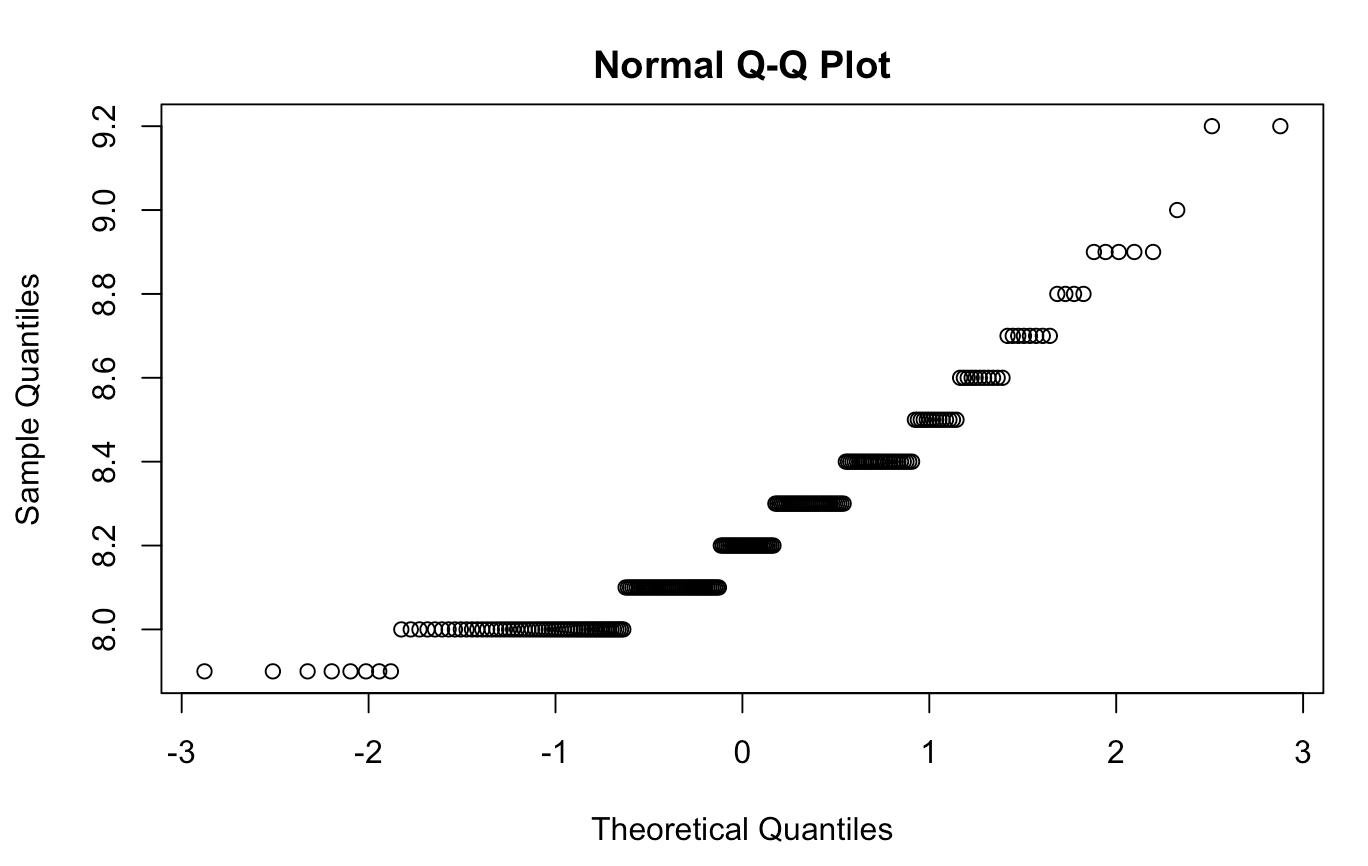 Normal Q-Q Plot
9.2
9.0
8.8
8.6
8.4
8.2
8.0
Sample Quantiles
-3 -2 -1 0 1 2 3
Theoretical Quantiles